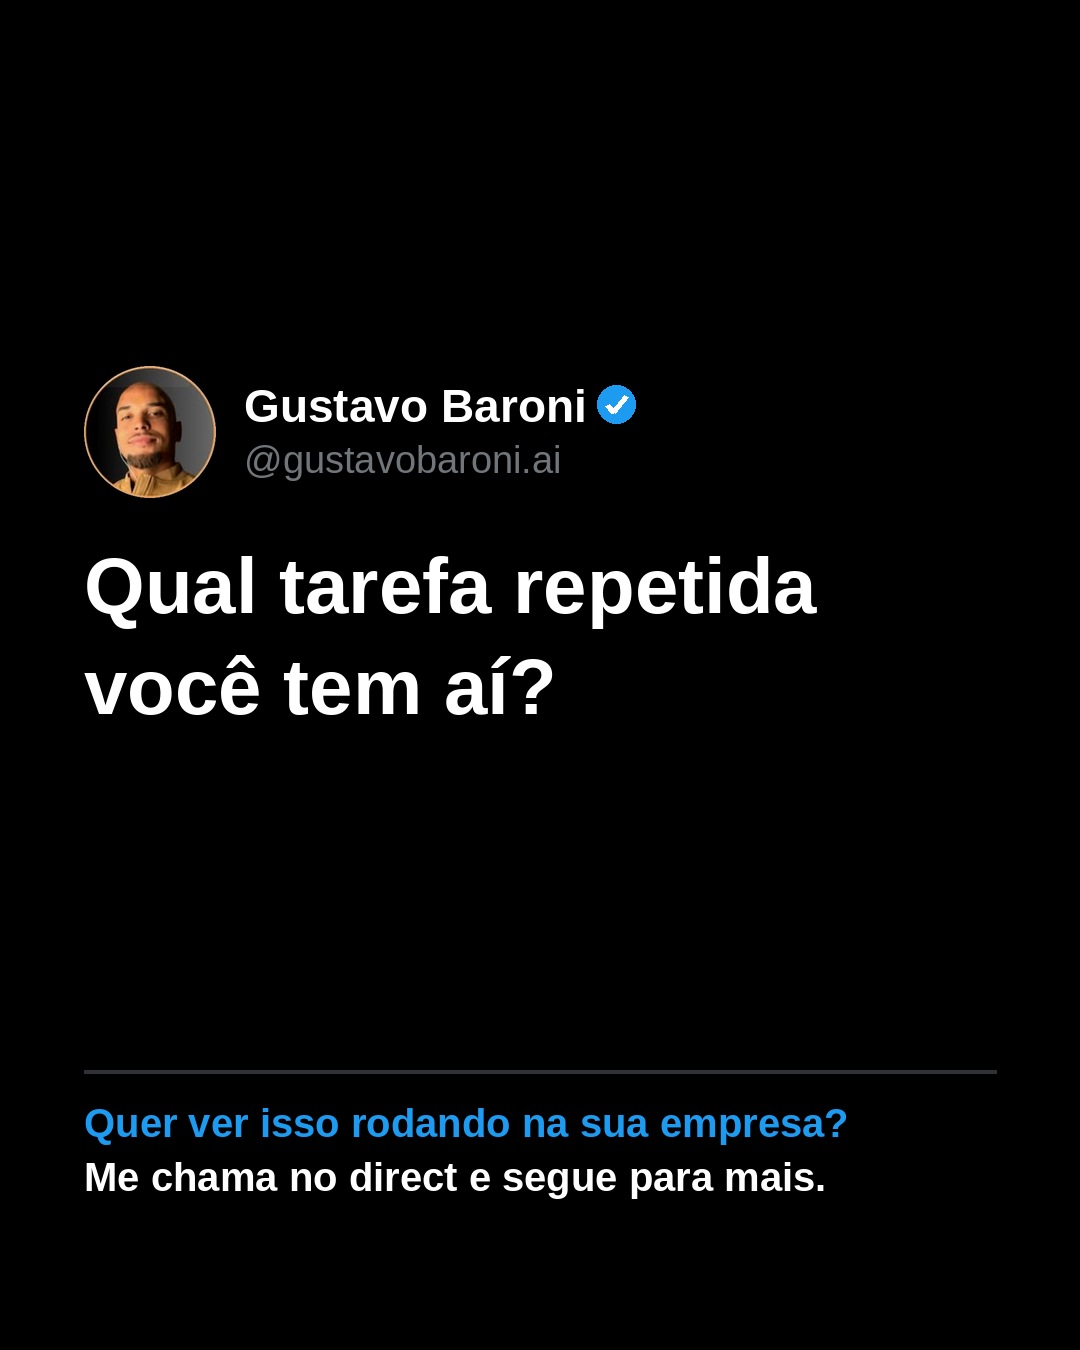 Gustavo Baroni
@gustavobaroni.ai
Qual tarefa repetida
você tem aí?
Quer ver isso rodando na sua empresa?
Me chama no direct e segue para mais.